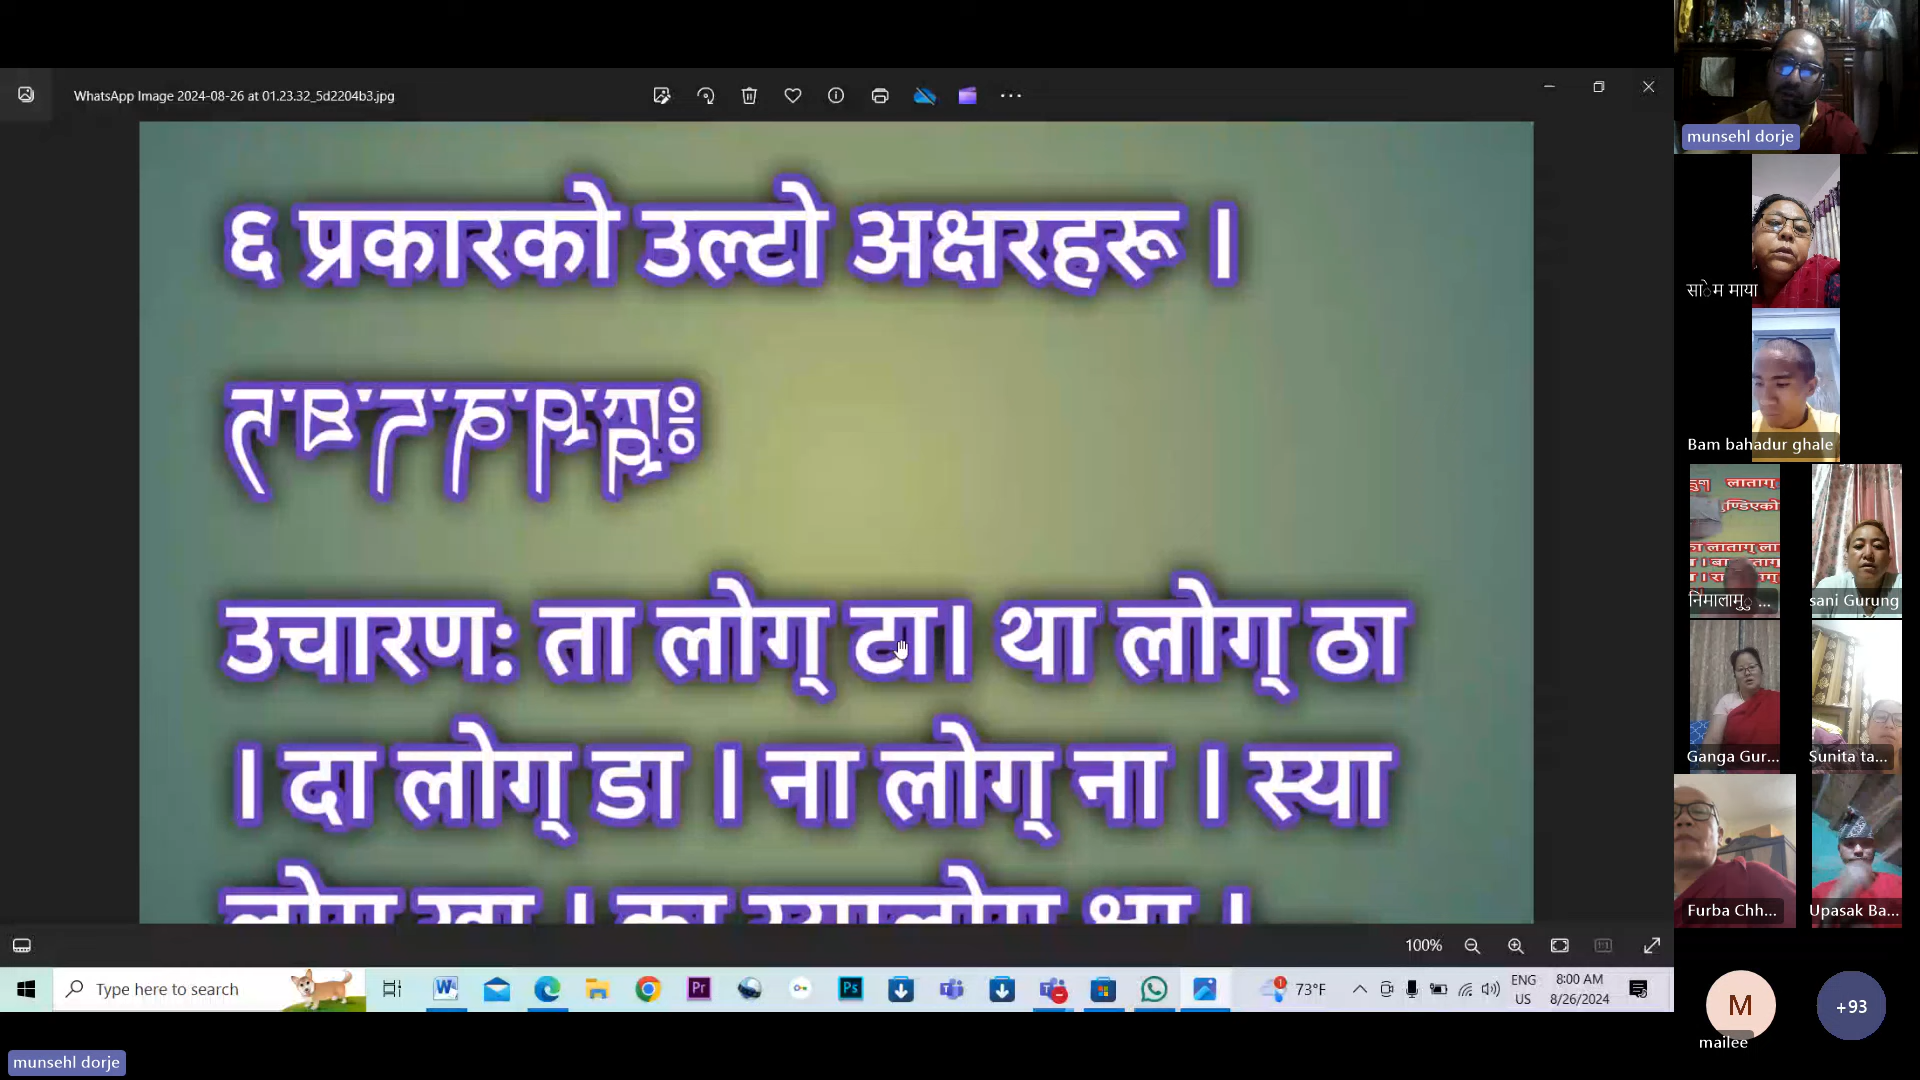 WhatsApp Image 2024-08-26 at 01.23.32_5d2204b3.jpg
६ प्रकारको उल्टो अक्षरहरू ।
ཏ་ཐ་ད་ན་ཤ་ཀྵ༔
उचारण: ता लोग् टा। था लोग् ठा
। दा लोग् डा । ना लोग् ना । स्या
लोग् खा । का स्यालोग् क्षा ।
100%
Type here to search
73°F
ENG
US
8:00 AM
8/26/2024
munsehl dorje
munsehl dorje
साेम माया
Bam bahadur ghale
sani Gurung
Ganga Gur...
Sunita ta...
Furba Chh...
Upasak Ba...
M
mailee
+93